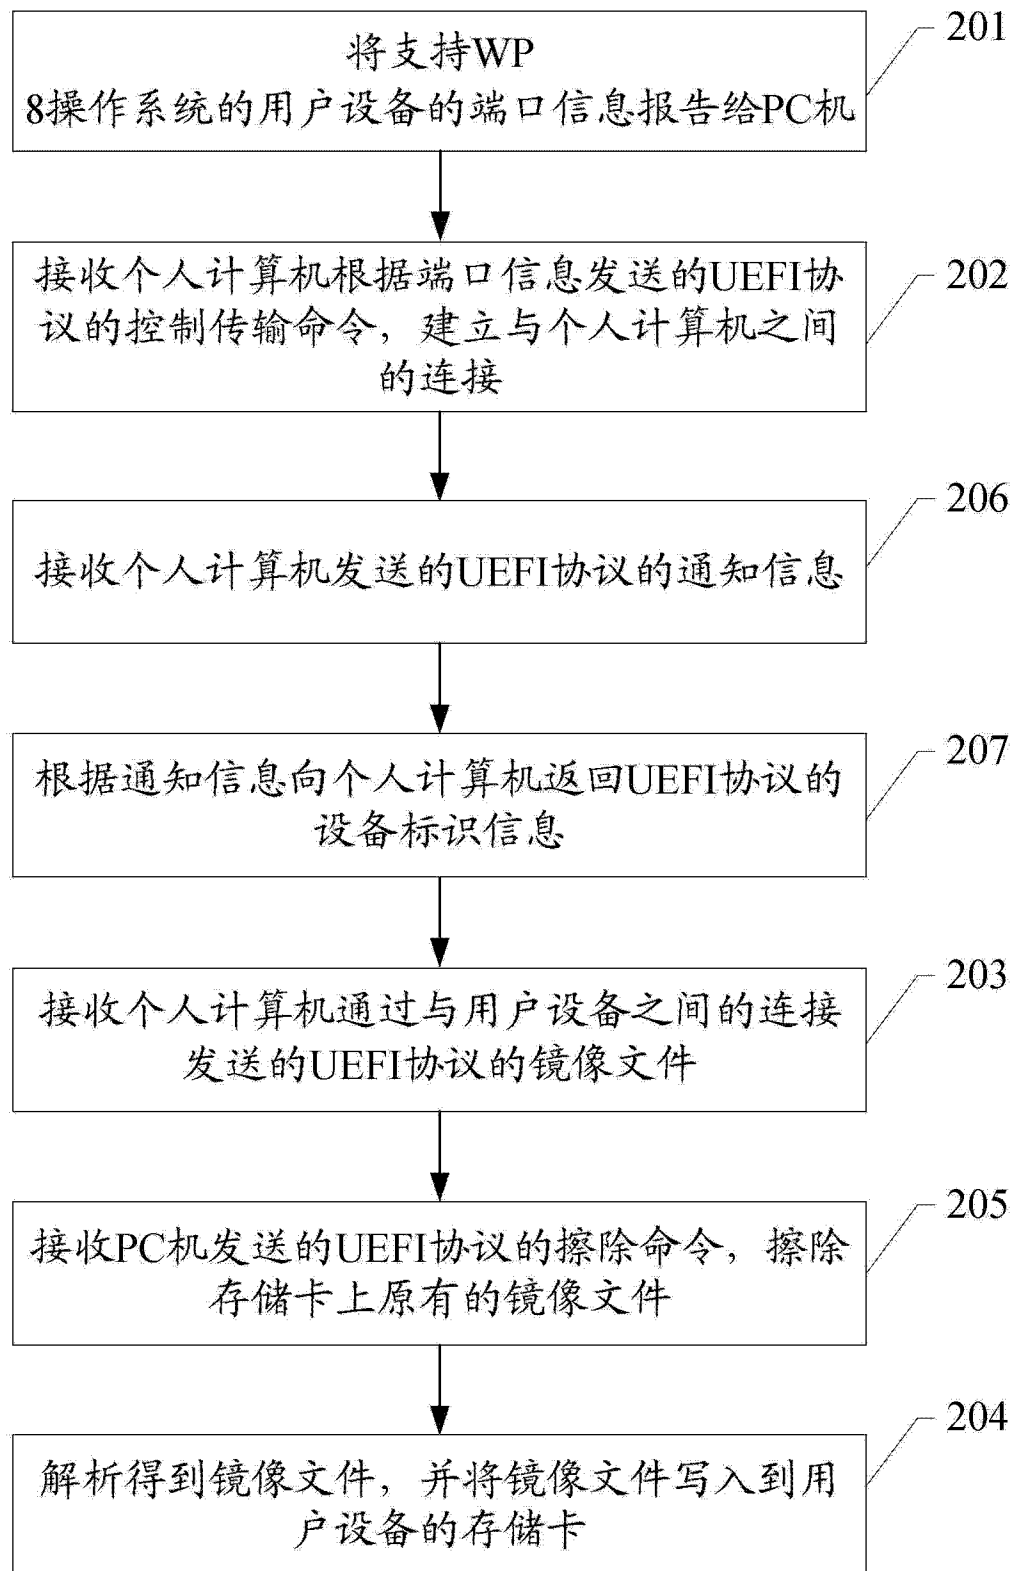 将支持WP
8操作系统的用户设备的端口信息报告给PC机
201
接收个人计算机根据端口信息发送的UEFI协
议的控制传输命令，建立与个人计算机之间
的连接
202
接收个人计算机发送的UEFI协议的通知信息
206
根据通知信息向个人计算机返回UEFI协议的
设备标识信息
207
接收个人计算机通过与用户设备之间的连接
发送的UEFI协议的镜像文件
203
接收PC机发送的UEFI协议的擦除命令，擦除
存储卡上原有的镜像文件
205
解析得到镜像文件，并将镜像文件写入到用
户设备的存储卡
204